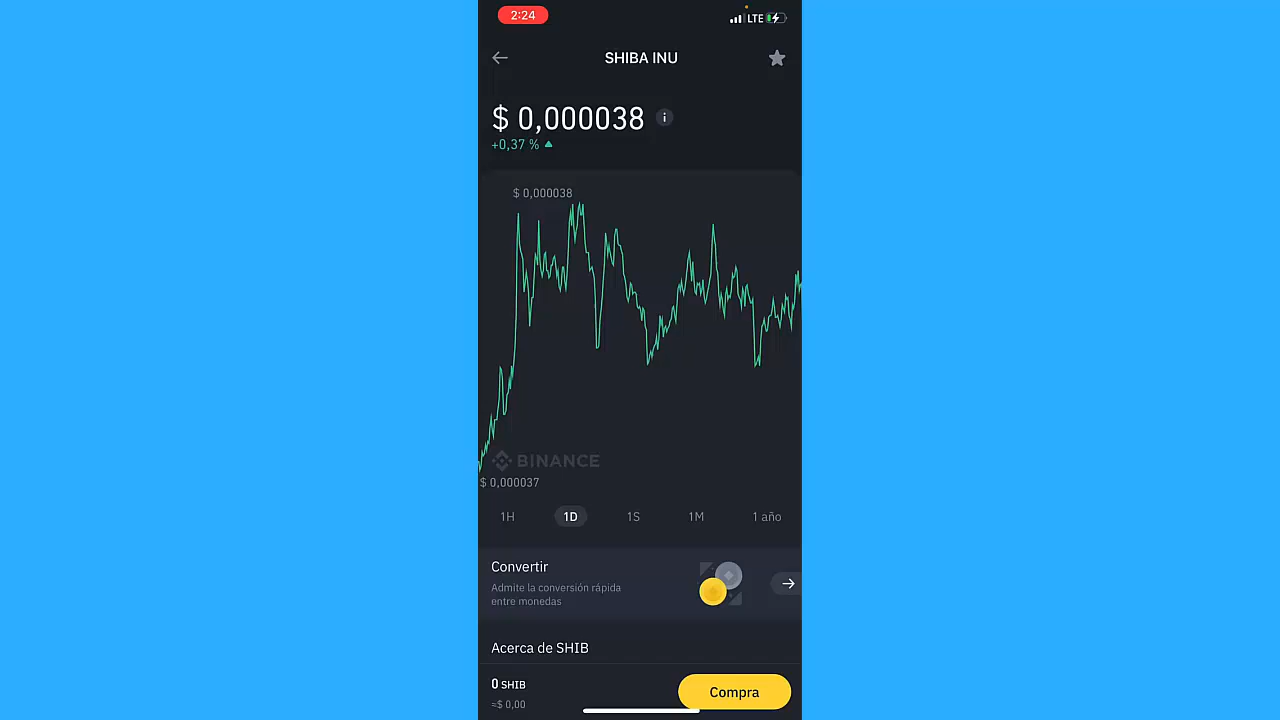 2:24
LTE
SHIBA INU
$ 0,000038
+0,37 %
$ 0,000038
BINANCE
$ 0,000037
1H 1D 1S 1M 1 año
Convertir
Admite la conversión rápida
entre monedas
Acerca de SHIB
0 SHIB
≈$ 0,00
Compra